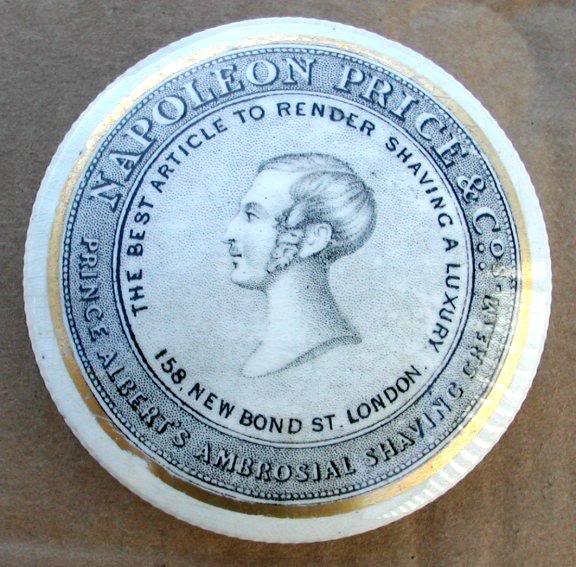 NAPOLEON PRICE & Cos.
PRINCE ALBERT'S AMBROSIAL SHAVING CREAM
THE BEST ARTICLE TO RENDER SHAVING A LUXURY
158, NEW BOND ST. LONDON.